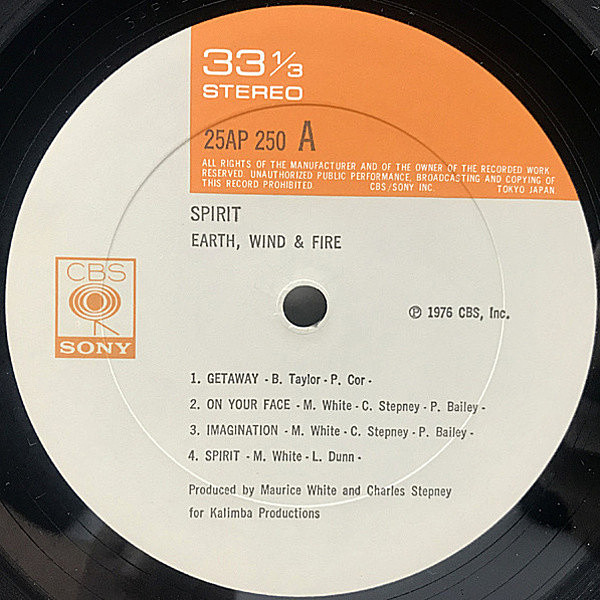 33 1/3
STEREO
25AP 250 A
ALL RIGHTS OF THE MANUFACTURER AND OF THE OWNER OF THE RECORDED WORK
RESERVED. UNAUTHORIZED PUBLIC PERFORMANCE, BROADCASTING AND COPYING OF
THIS RECORD PROHIBITED. CBS/SONY INC. TOKYO JAPAN
SPIRIT
EARTH, WIND & FIRE
CBS
SONY
℗ 1976 CBS, Inc.
1. GETAWAY - B. Taylor - P. Cor -
2. ON YOUR FACE - M. White - C. Stepney - P. Bailey -
3. IMAGINATION - M. White - C. Stepney - P. Bailey -
4. SPIRIT - M. White - L. Dunn -
Produced by Maurice White and Charles Stepney
for Kalimba Productions